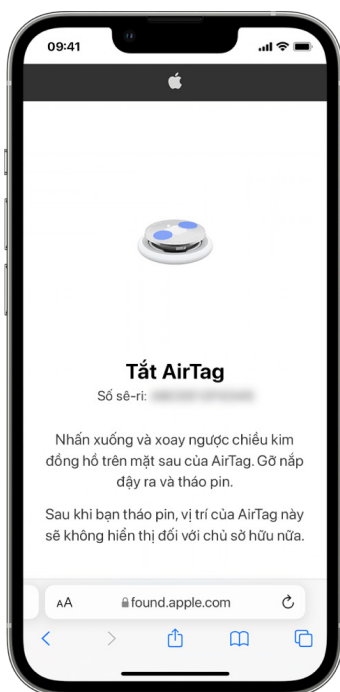 09:41
Tắt AirTag
Số sê-ri:
Nhấn xuống và xoay ngược chiều kim
đồng hồ trên mặt sau của AirTag. Gỡ nắp
đậy ra và tháo pin.
Sau khi bạn tháo pin, vị trí của AirTag này
sẽ không hiển thị đối với chủ sở hữu nữa.
AA found.apple.com